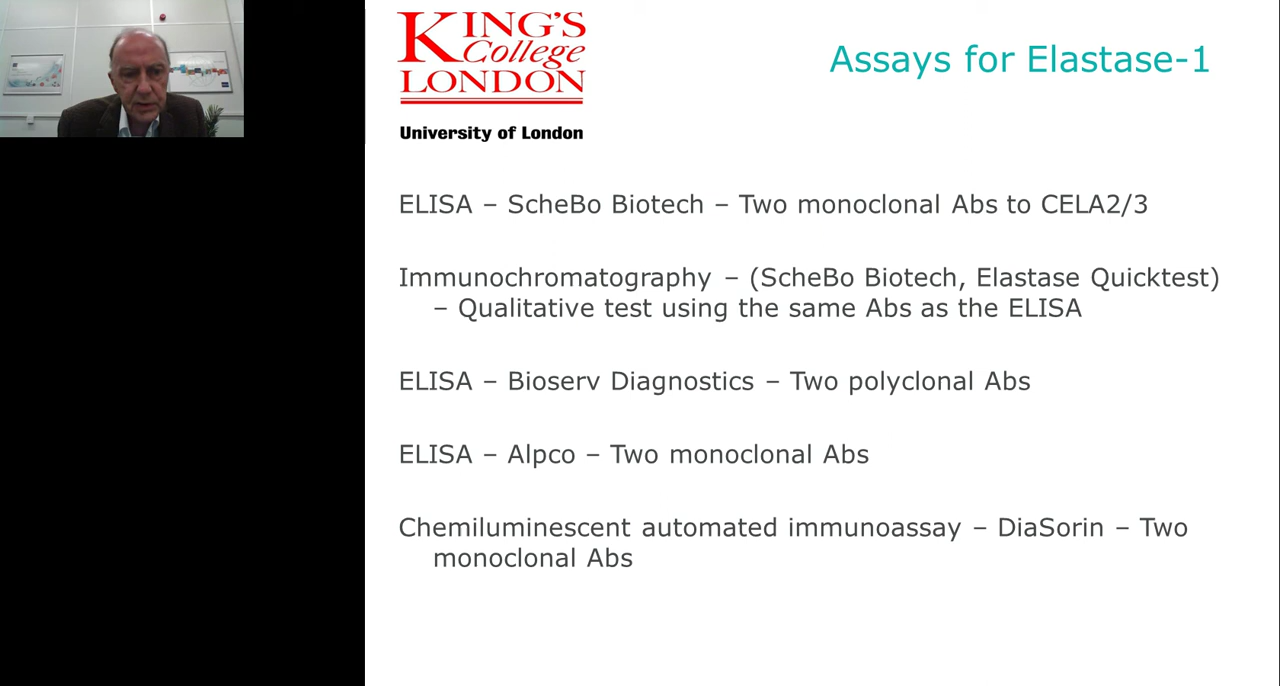 KING'S
College
LONDON
University of London
Assays for Elastase-1
ELISA – ScheBo Biotech – Two monoclonal Abs to CELA2/3
Immunochromatography – (ScheBo Biotech, Elastase Quicktest)
– Qualitative test using the same Abs as the ELISA
ELISA – Bioserv Diagnostics – Two polyclonal Abs
ELISA – Alpco – Two monoclonal Abs
Chemiluminescent automated immunoassay – DiaSorin – Two
monoclonal Abs